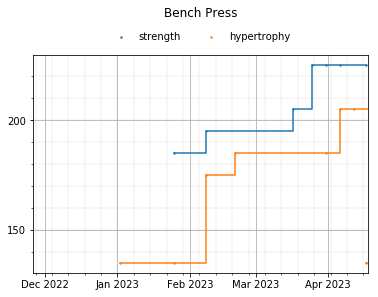 Bench Press
strength
hypertrophy
200
150
Dec 2022
Jan 2023
Feb 2023
Mar 2023
Apr 2023